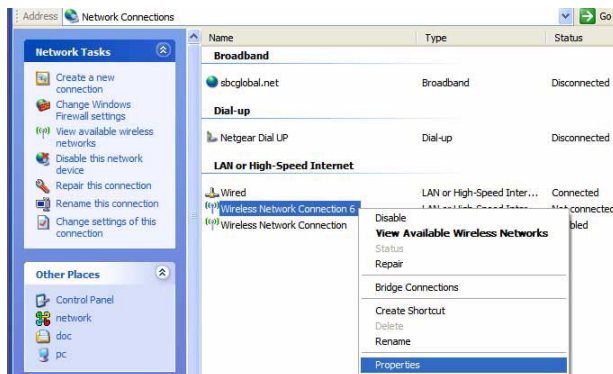 Address Network Connections Go
Network Tasks
Create a new
connection
Change Windows
Firewall settings
View available wireless
networks
Disable this network
device
Repair this connection
Rename this connection
Change settings of this
connection
Other Places
Control Panel
network
doc
pc
Name Type Status
Broadband
sbcglobal.net Broadband Disconnected
Dial-up
Netgear Dial UP Dial-up Disconnected
LAN or High-Speed Internet
Wired LAN or High-Speed Inter... Connected
Wireless Network Connection 6 connected
Wireless Network Connection
Disable
View Available Wireless Networks
Status
Repair
Bridge Connections
Create Shortcut
Delete
Rename
Properties